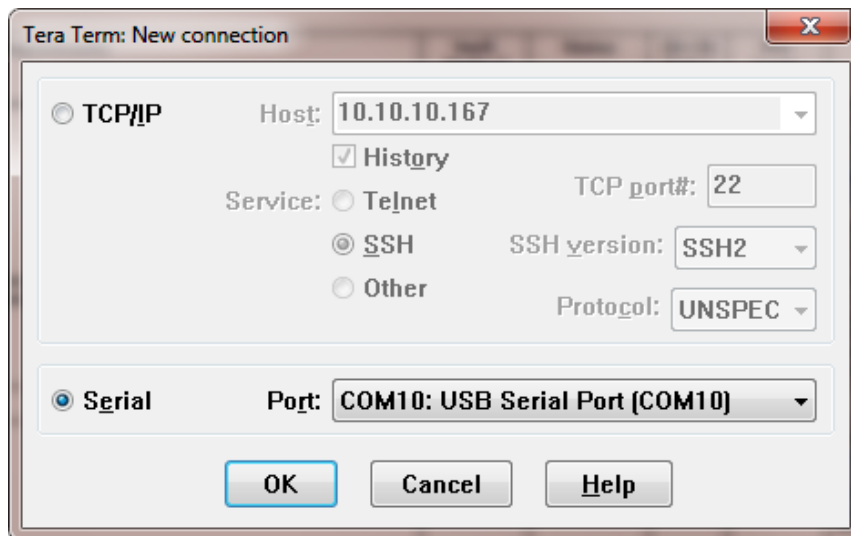 Tera Term: New connection
TCP/IP Host: 10.10.10.167
History
Service: Telnet TCP port#: 22
SSH SSH version: SSH2
Other Protocol: UNSPEC
Serial Port: COM10: USB Serial Port (COM10)
OK Cancel Help